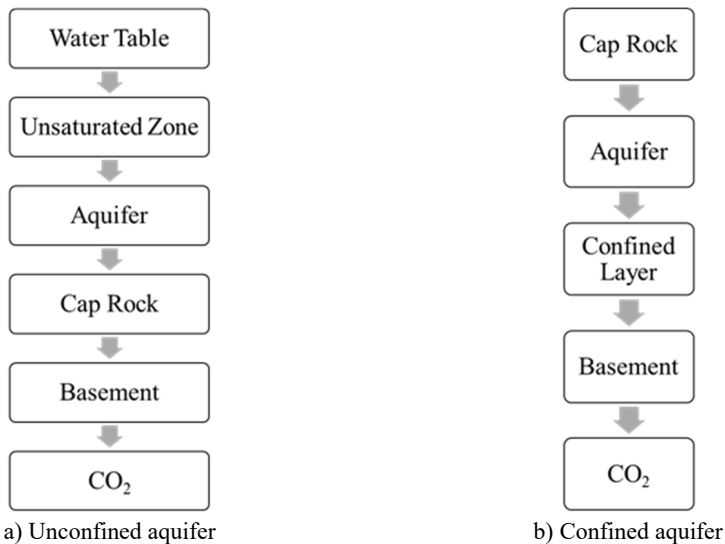 Water Table
Unsaturated Zone
Aquifer
Cap Rock
Basement
CO₂
a) Unconfined aquifer
Cap Rock
Aquifer
Confined
Layer
Basement
CO₂
b) Confined aquifer